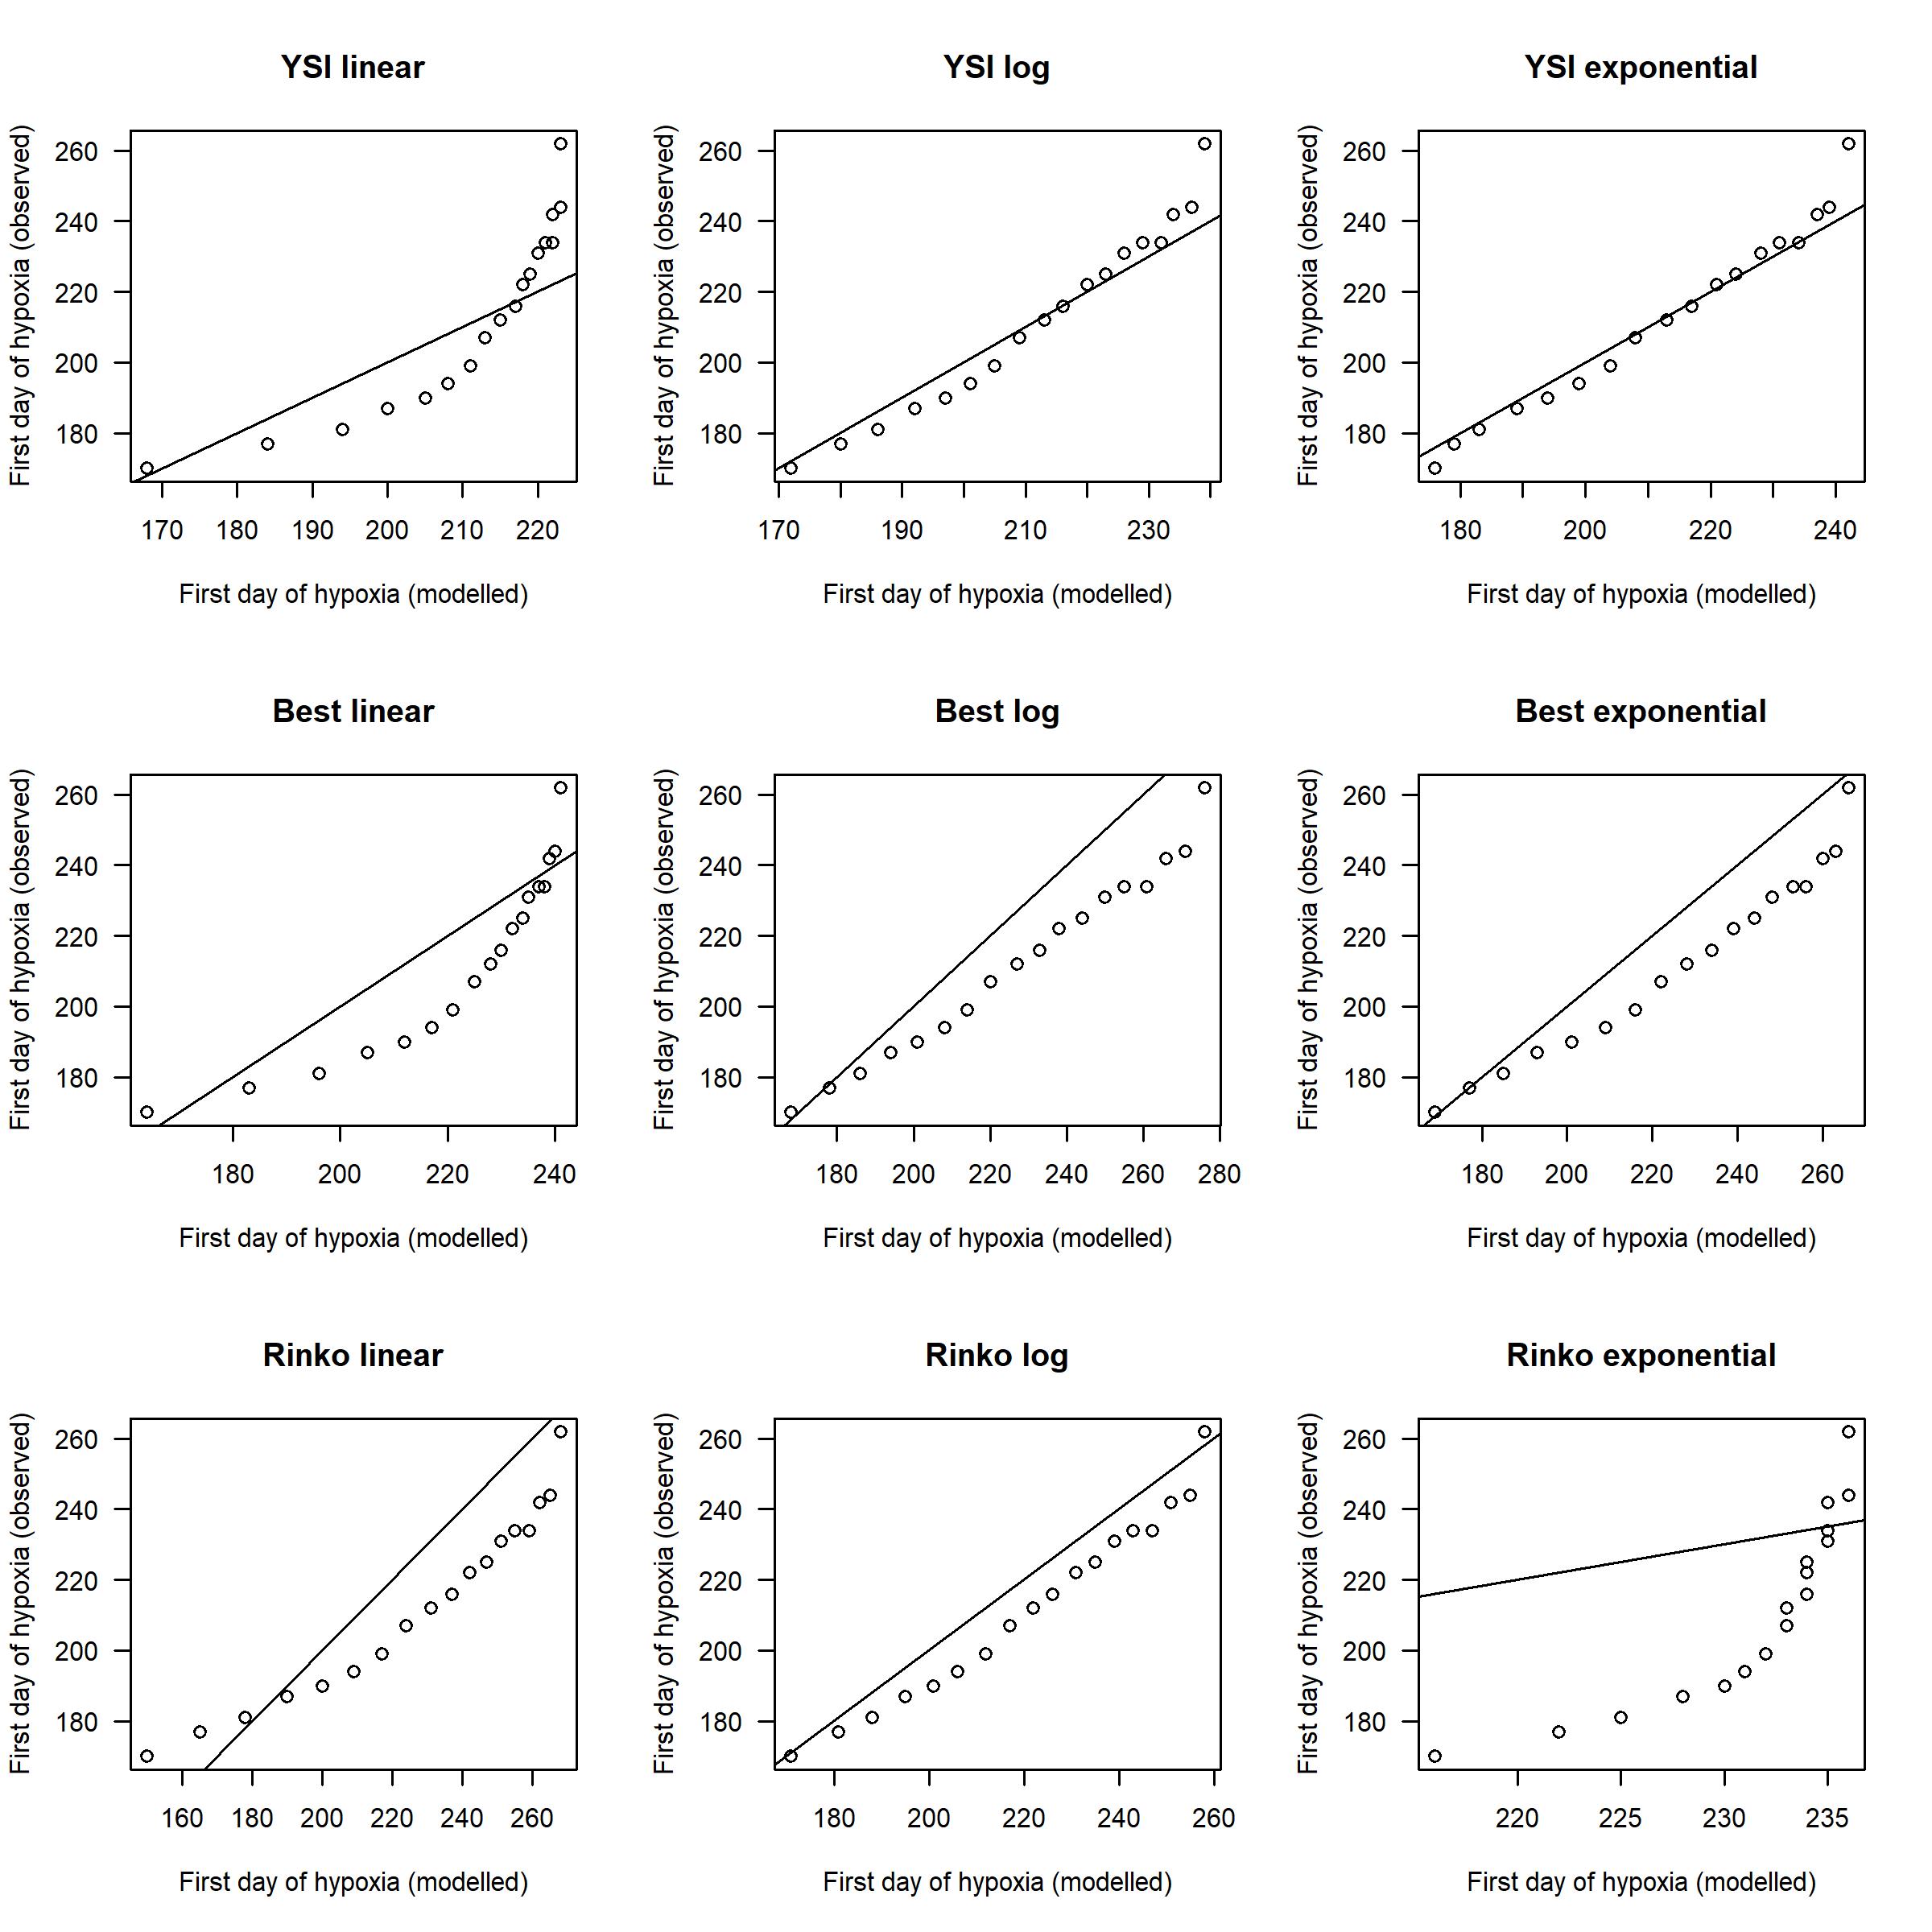 YSI linear
YSI log
YSI exponential
First day of hypoxia (observed)
260
240
220
200
180
170 180 190 200 210 220
First day of hypoxia (modelled)
First day of hypoxia (observed)
260
240
220
200
180
170 190 210 230
First day of hypoxia (modelled)
First day of hypoxia (observed)
260
240
220
200
180
180 200 220 240
First day of hypoxia (modelled)
Best linear
Best log
Best exponential
First day of hypoxia (observed)
260
240
220
200
180
180 200 220 240
First day of hypoxia (modelled)
First day of hypoxia (observed)
260
240
220
200
180
180 200 220 240 260 280
First day of hypoxia (modelled)
First day of hypoxia (observed)
260
240
220
200
180
180 200 220 240 260
First day of hypoxia (modelled)
Rinko linear
Rinko log
Rinko exponential
First day of hypoxia (observed)
260
240
220
200
180
160 180 200 220 240 260
First day of hypoxia (modelled)
First day of hypoxia (observed)
260
240
220
200
180
180 200 220 240 260
First day of hypoxia (modelled)
First day of hypoxia (observed)
260
240
220
200
180
220 225 230 235
First day of hypoxia (modelled)